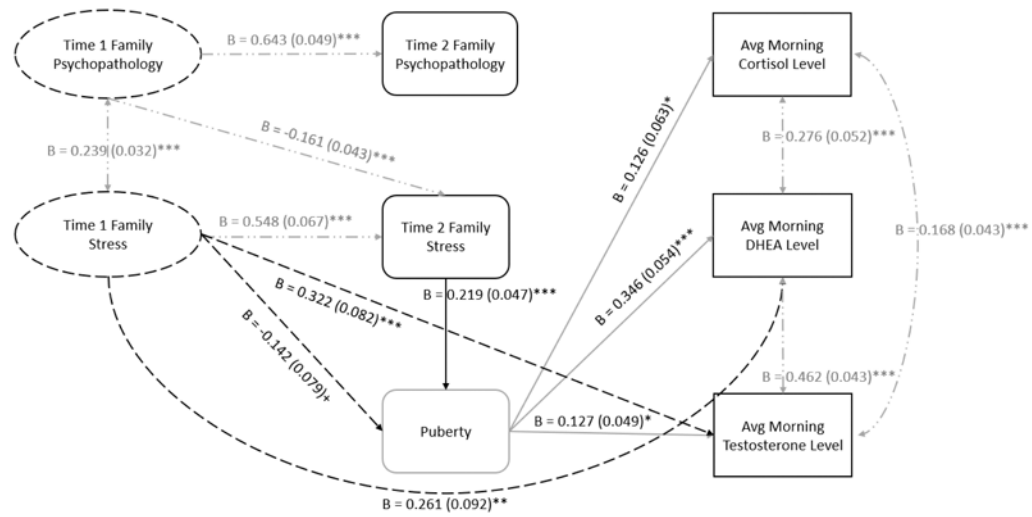 Time 1 Family
Psychopathology
B = 0.643 (0.049)***
Time 2 Family
Psychopathology
Avg Morning
Cortisol Level
B = 0.239 (0.032)***
B = -0.161 (0.043)***
B = 0.126 (0.063)*
B = 0.276 (0.052)***
Time 1 Family
Stress
B = 0.548 (0.067)***
Time 2 Family
Stress
Avg Morning
DHEA Level
B = 0.168 (0.043)***
B = 0.322 (0.082)***
B = 0.219 (0.047)***
B = 0.346 (0.054)***
B = -0.142 (0.079)+
B = 0.462 (0.043)***
Puberty
B = 0.127 (0.049)*
Avg Morning
Testosterone Level
B = 0.261 (0.092)**